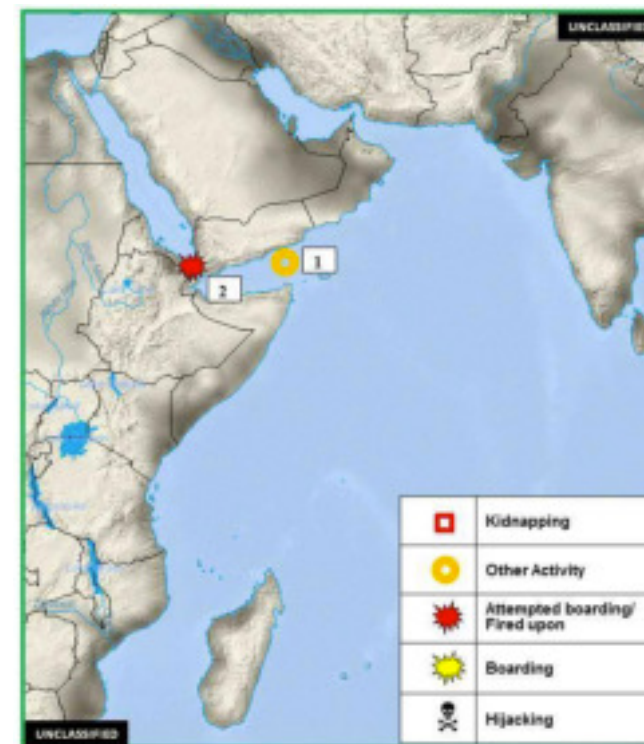 UNCLASSIFIED
1
2
Kidnapping
Other Activity
Attempted boarding/
Fired upon
Boarding
Hijacking
UNCLASSIFIED